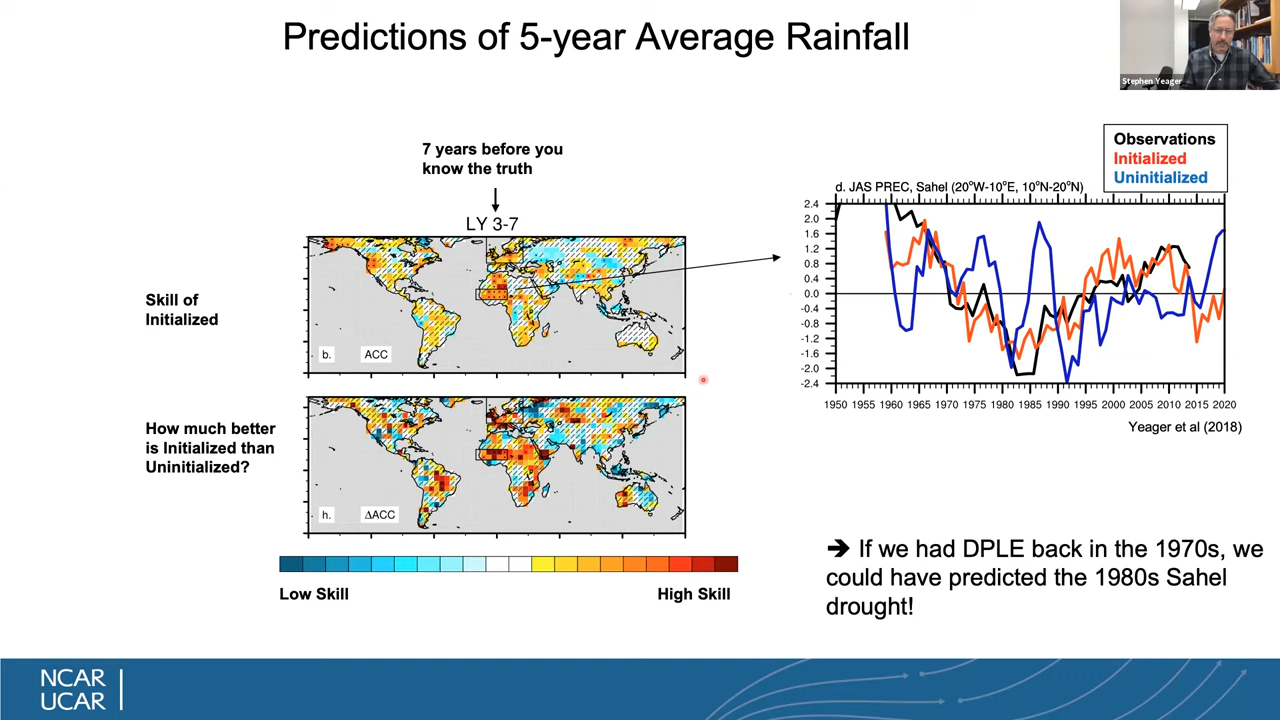 Predictions of 5-year Average Rainfall
Stephen Yeager
7 years before you
know the truth
LY 3-7
Skill of
Initialized
b. ACC
How much better
is Initialized than
Uninitialized?
h. ΔACC
Low Skill
High Skill
Observations
Initialized
Uninitialized
d. JAS PREC, Sahel (20°W-10°E, 10°N-20°N)
2.4
2.0
1.6
1.2
0.8
0.4
0.0
-0.4
-0.8
-1.2
-1.6
-2.0
-2.4
1950 1955 1960 1965 1970 1975 1980 1985 1990 1995 2000 2005 2010 2015 2020
Yeager et al (2018)
➔ If we had DPLE back in the 1970s, we
could have predicted the 1980s Sahel
drought!
NCAR
UCAR